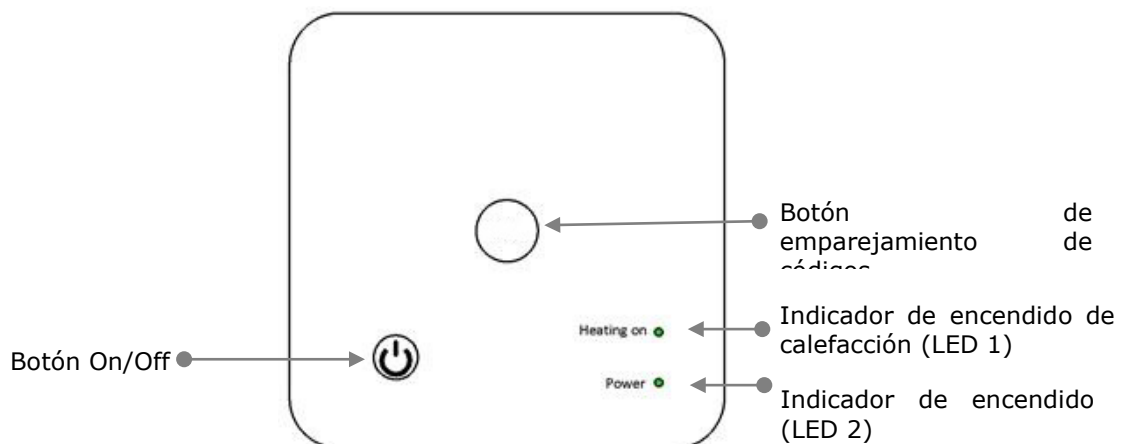 Botón de
emparejamiento de
códigos
Heating on
Indicador de encendido de
calefacción (LED 1)
Botón On/Off
Power
Indicador de encendido
(LED 2)